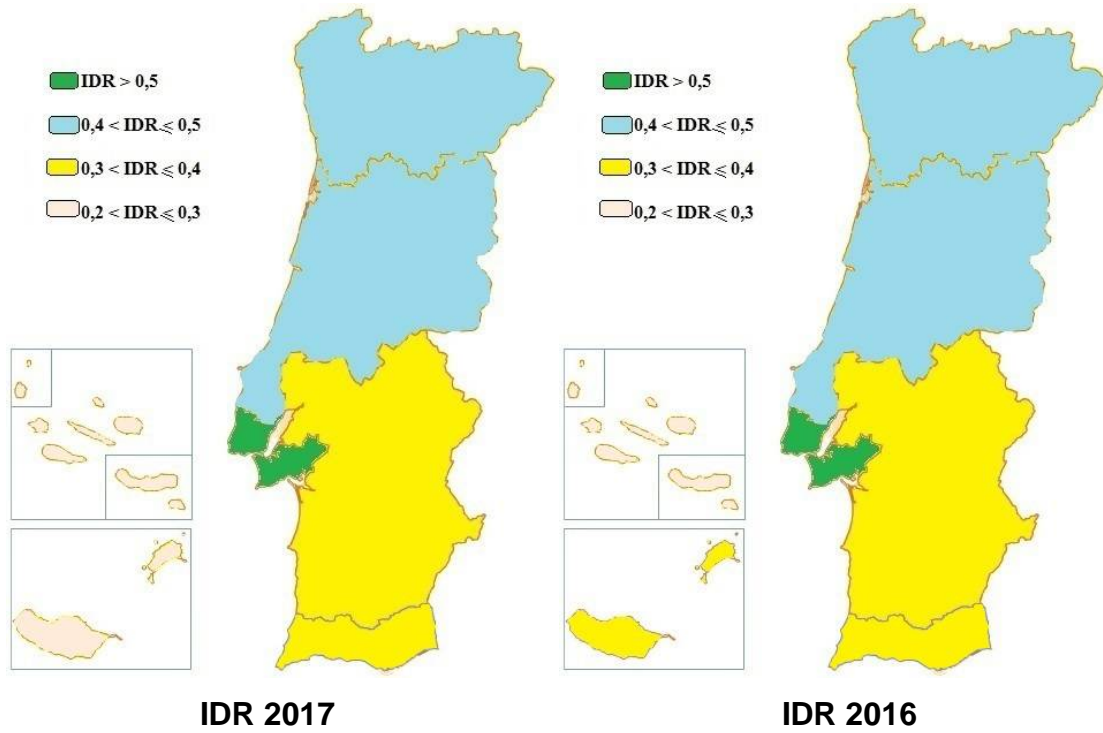 IDR > 0,5
0,4 < IDR ⩽ 0,5
0,3 < IDR ⩽ 0,4
0,2 < IDR ⩽ 0,3
IDR > 0,5
0,4 < IDR ⩽ 0,5
0,3 < IDR ⩽ 0,4
0,2 < IDR ⩽ 0,3
IDR 2017
IDR 2016